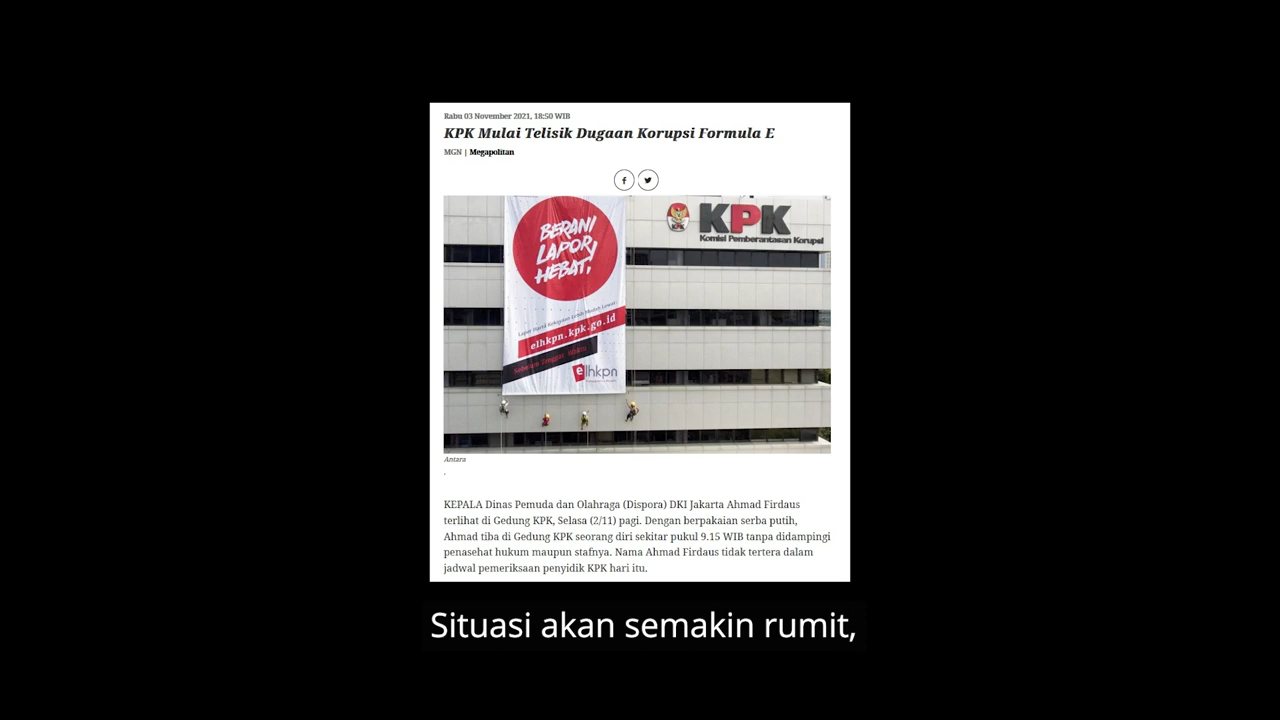 Rabu 03 November 2021, 18:50 WIB
KPK Mulai Telisik Dugaan Korupsi Formula E
MGN | Megapolitan
BERANI
LAPOR
HEBAT.
KPK
KPK
Komisi Pemberantasan Korupsi
elhkpn.kpk.go.id
elhkpn
Antara
KEPALA Dinas Pemuda dan Olahraga (Dispora) DKI Jakarta Ahmad Firdaus
terlihat di Gedung KPK, Selasa (2/11) pagi. Dengan berpakaian serba putih,
Ahmad tiba di Gedung KPK seorang diri sekitar pukul 9.15 WIB tanpa didampingi
penasehat hukum maupun stafnya. Nama Ahmad Firdaus tidak tertera dalam
jadwal pemeriksaan penyidik KPK hari itu.
Situasi akan semakin rumit,